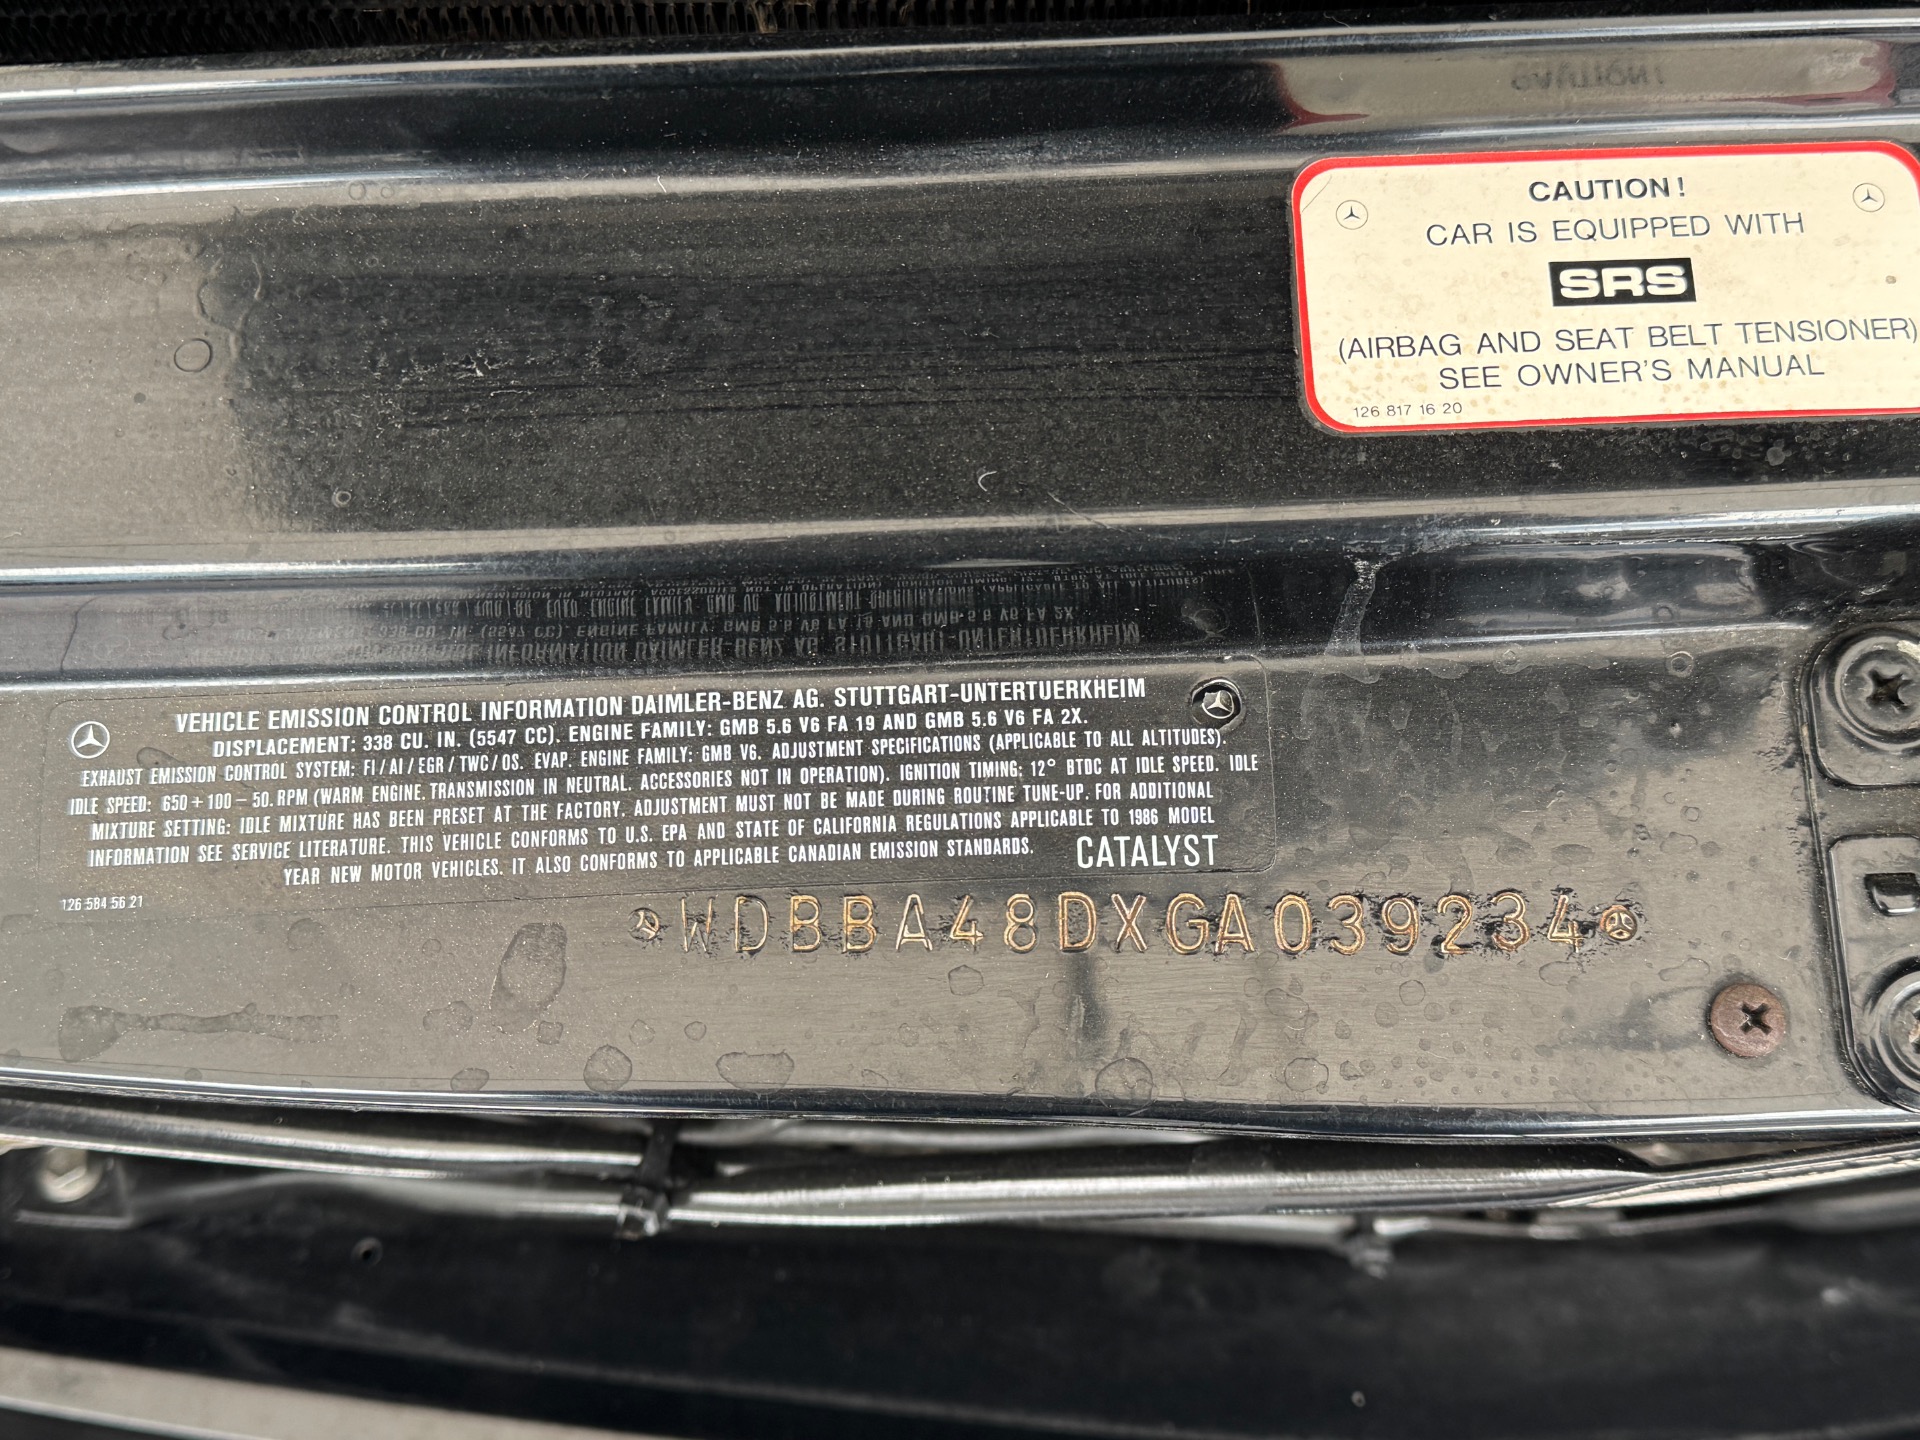 CAUTION!
CAR IS EQUIPPED WITH
SRS
(AIRBAG AND SEAT BELT TENSIONER)
SEE OWNER'S MANUAL
126 817 16 20
VEHICLE EMISSION CONTROL INFORMATION DAIMLER-BENZ AG. STUTTGART-UNTERTUERKHEIM
DISPLACEMENT: 338 CU. IN. (5547 CC). ENGINE FAMILY: GMB 5.6 V6 FA 19 AND GMB 5.6 V6 FA 2X.
EXHAUST EMISSION CONTROL SYSTEM: FI/AI/EGR/TWC/OS. EVAP. ENGINE FAMILY: GMB V6. ADJUSTMENT SPECIFICATIONS (APPLICABLE TO ALL ALTITUDES).
IDLE SPEED: 650 + 100 – 50. RPM (WARM ENGINE, TRANSMISSION IN NEUTRAL. ACCESSORIES NOT IN OPERATION). IGNITION TIMING: 12° BTDC AT IDLE SPEED. IDLE
MIXTURE SETTING: IDLE MIXTURE HAS BEEN PRESET AT THE FACTORY. ADJUSTMENT MUST NOT BE MADE DURING ROUTINE TUNE-UP. FOR ADDITIONAL
INFORMATION SEE SERVICE LITERATURE. THIS VEHICLE CONFORMS TO U.S. EPA AND STATE OF CALIFORNIA REGULATIONS APPLICABLE TO 1986 MODEL
YEAR NEW MOTOR VEHICLES. IT ALSO CONFORMS TO APPLICABLE CANADIAN EMISSION STANDARDS.
CATALYST
126 584 56 21
WDBBA48DXGA039234